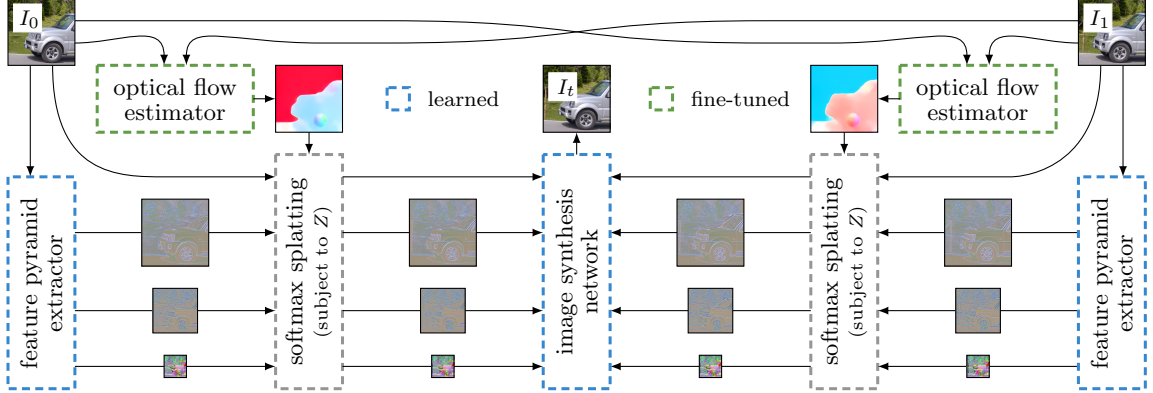 I0
I1
optical flow
estimator
learned
It
fine-tuned
optical flow
estimator
feature pyramid
extractor
softmax splatting
(subject to Z)
image synthesis
network
softmax splatting
(subject to Z)
feature pyramid
extractor